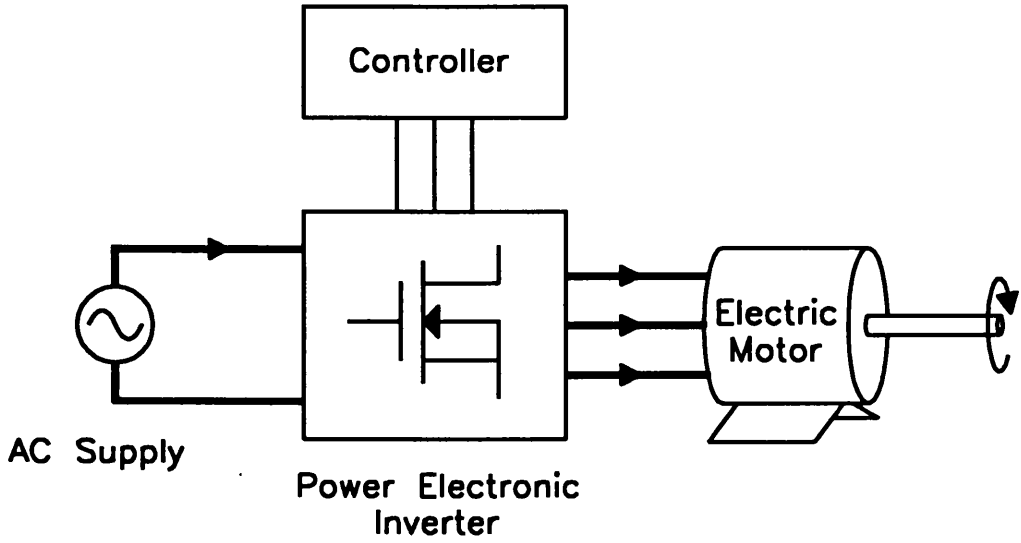 Controller
Electric
Motor
AC Supply
Power Electronic
Inverter